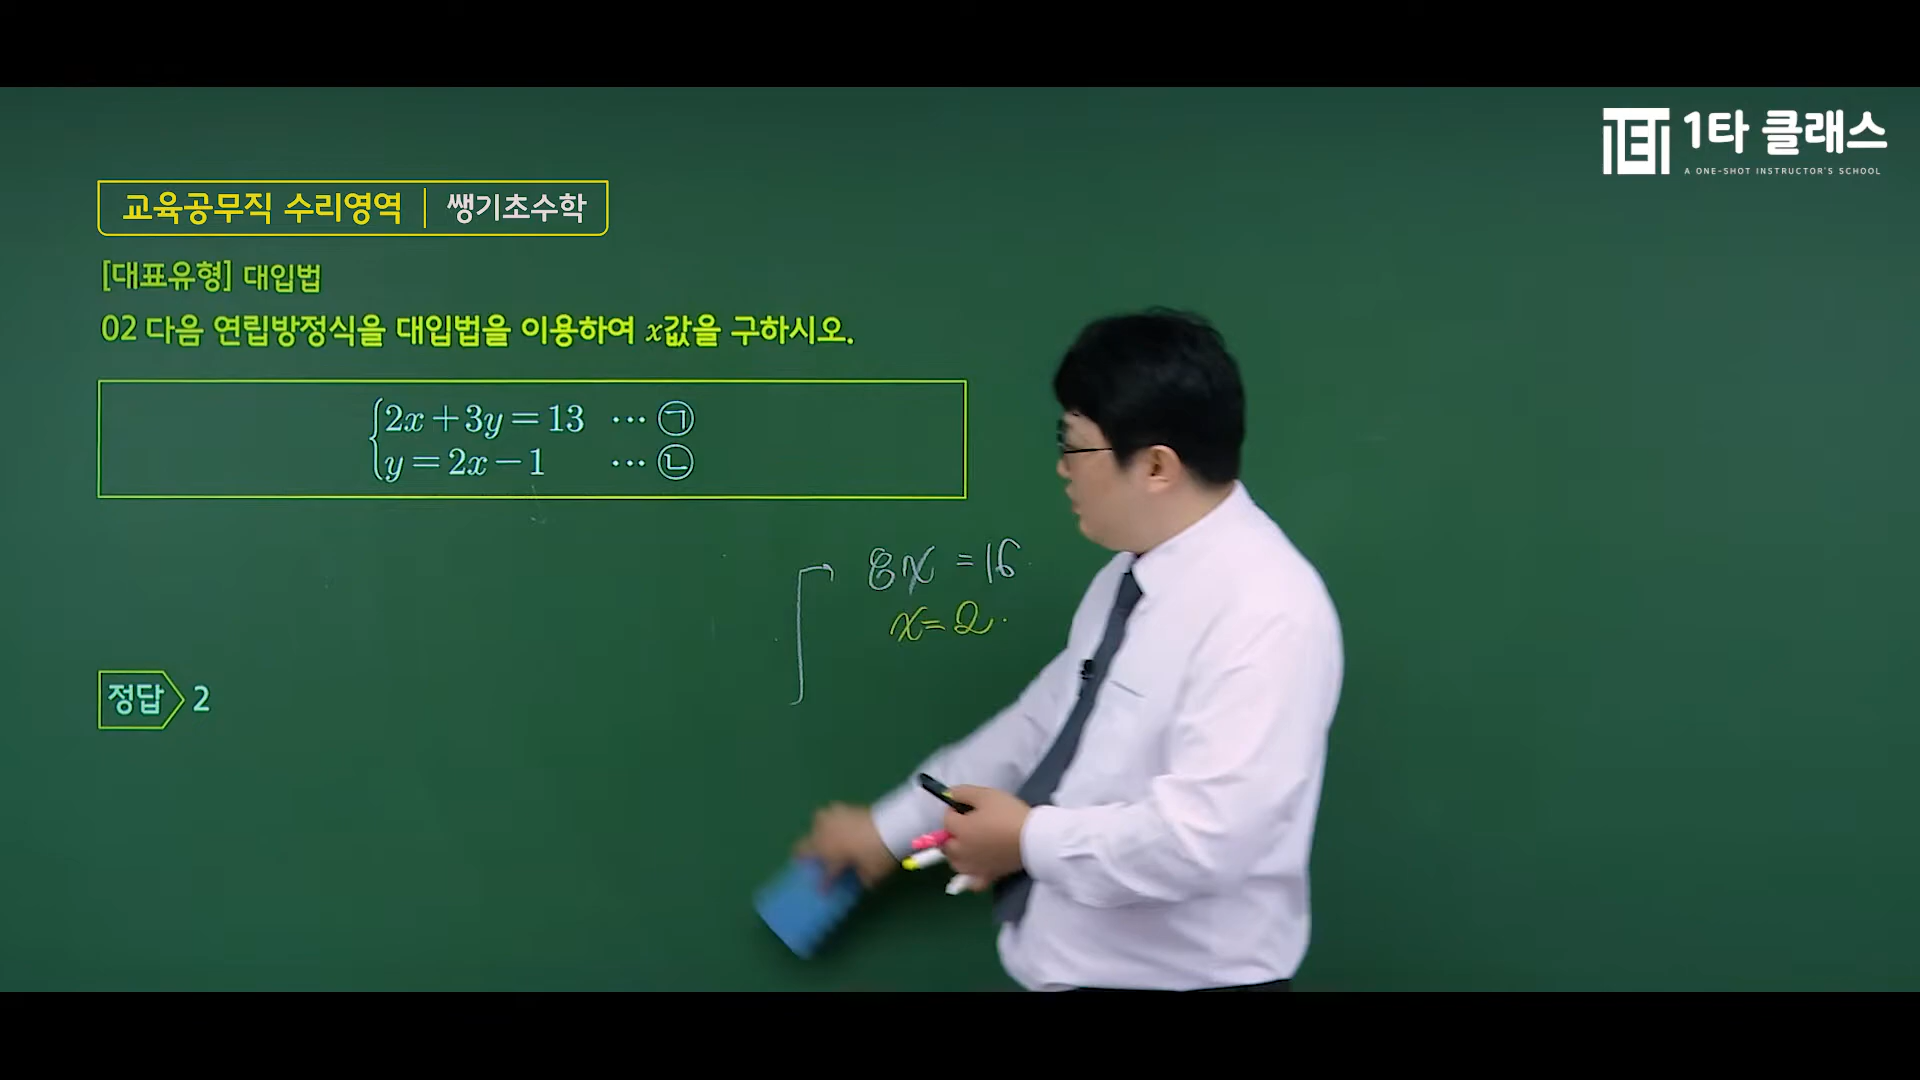 1타 클래스
A ONE-SHOT INSTRUCTOR'S SCHOOL
교육공무직 수리영역 | 쌩기초수학
[대표유형] 대입법
02 다음 연립방정식을 대입법을 이용하여 x값을 구하시오.
2x+3y=13 ⋯ ㉠
y=2x-1 ⋯ ㉡
8x=16
x=2
정답 2